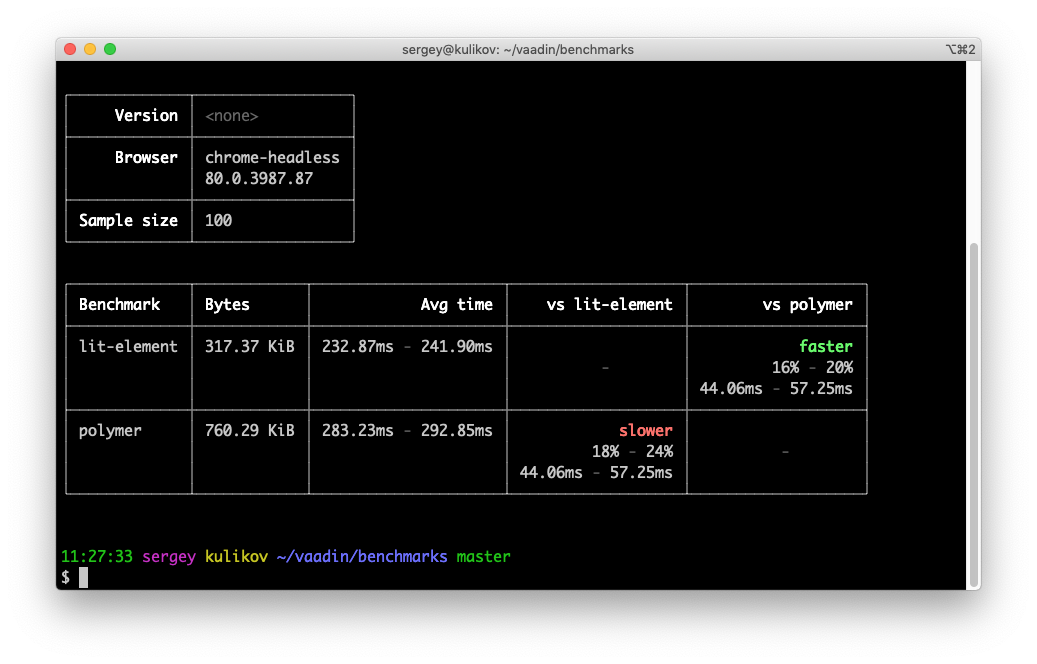 sergey@kulikov: ~/vaadin/benchmarks ⌥⌘2
Version <none>
Browser chrome-headless
80.0.3987.87
Sample size 100
Benchmark Bytes Avg time vs lit-element vs polymer
lit-element 317.37 KiB 232.87ms - 241.90ms faster
- 16% - 20%
44.06ms - 57.25ms
polymer 760.29 KiB 283.23ms - 292.85ms slower
18% - 24% -
44.06ms - 57.25ms
11:27:33 sergey kulikov ~/vaadin/benchmarks master
$